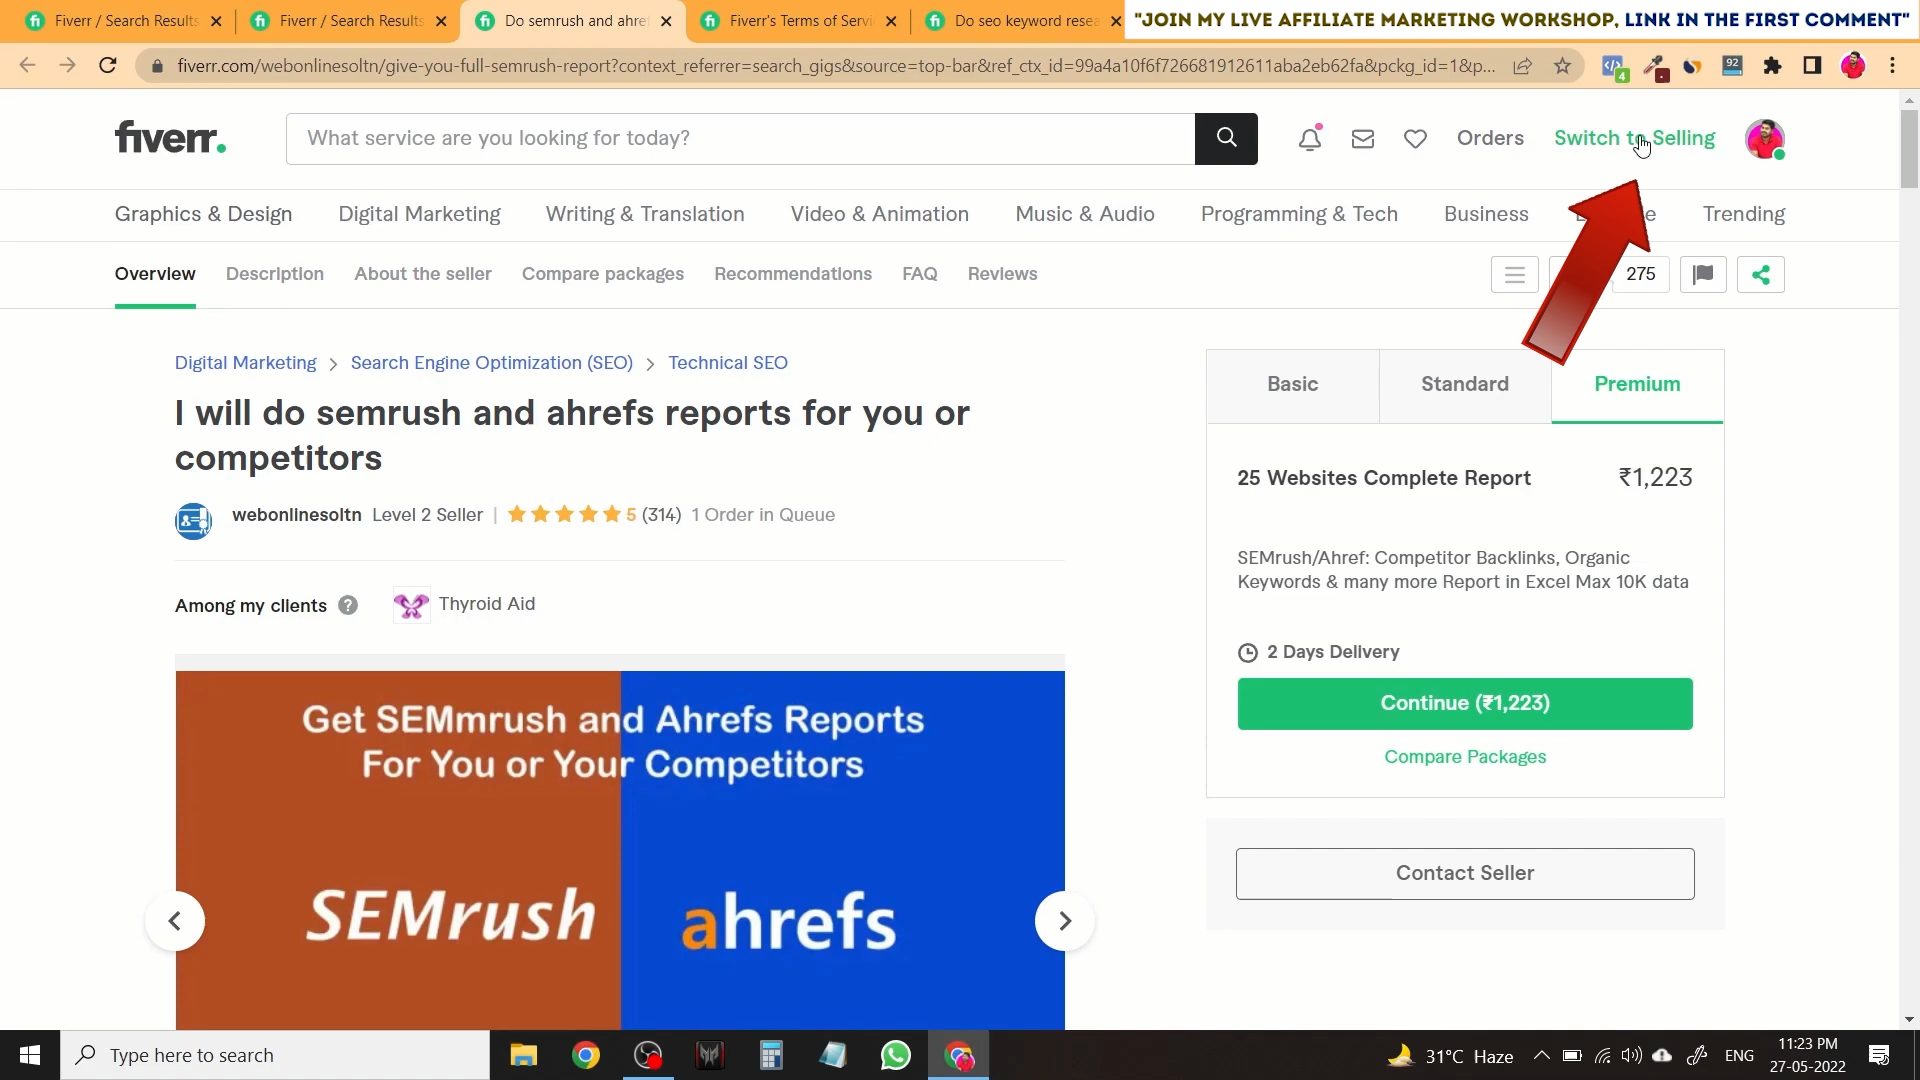 Fiverr / Search Results
Fiverr / Search Results
Do semrush and ahre
Fiverr's Terms of Servi
Do seo keyword resea
"JOIN MY LIVE AFFILIATE MARKETING WORKSHOP, LINK IN THE FIRST COMMENT"
fiverr.com/webonlinesoltn/give-you-full-semrush-report?context_referrer=search_gigs&source=top-bar&ref_ctx_id=99a4a10f6f726681912611aba2eb62fa&pckg_id=1&p...
4
92
fiverr.
What service are you looking for today?
Orders
Switch to Selling
Graphics & Design
Digital Marketing
Writing & Translation
Video & Animation
Music & Audio
Programming & Tech
Business
Trending
Overview
Description
About the seller
Compare packages
Recommendations
FAQ
Reviews
275
Digital Marketing > Search Engine Optimization (SEO) > Technical SEO
I will do semrush and ahrefs reports for you or
competitors
webonlinesoltn Level 2 Seller | 5 (314) 1 Order in Queue
Among my clients ? Thyroid Aid
Get SEMmrush and Ahrefs Reports
For You or Your Competitors
SEMrush
ahrefs
Basic
Standard
Premium
25 Websites Complete Report ₹1,223
SEMrush/Ahref: Competitor Backlinks, Organic
Keywords & many more Report in Excel Max 10K data
2 Days Delivery
Continue (₹1,223)
Compare Packages
Contact Seller
Type here to search
31°C Haze
ENG
11:23 PM
27-05-2022